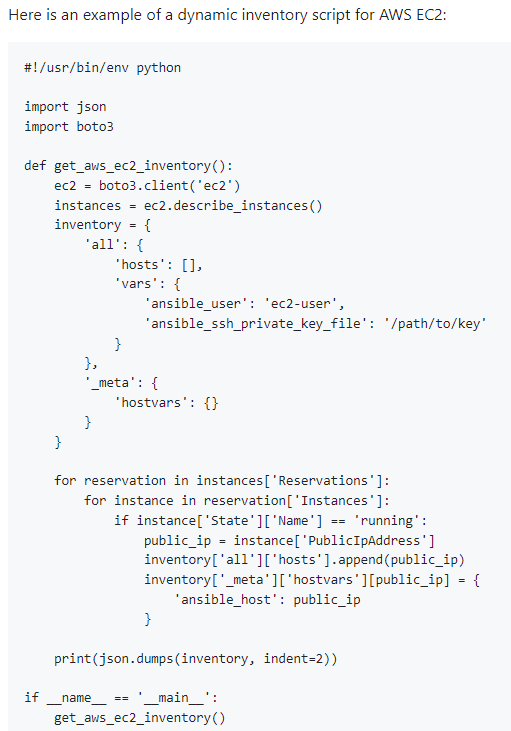 Here is an example of a dynamic inventory script for AWS EC2:
#!/usr/bin/env python
import json
import boto3
def get_aws_ec2_inventory():
    ec2 = boto3.client('ec2')
    instances = ec2.describe_instances()
    inventory = {
        'all': {
            'hosts': [],
            'vars': {
                'ansible_user': 'ec2-user',
                'ansible_ssh_private_key_file': '/path/to/key'
            }
        },
        '_meta': {
            'hostvars': {}
        }
    }
    for reservation in instances['Reservations']:
        for instance in reservation['Instances']:
            if instance['State']['Name'] == 'running':
                public_ip = instance['PublicIpAddress']
                inventory['all']['hosts'].append(public_ip)
                inventory['_meta']['hostvars'][public_ip] = {
                    'ansible_host': public_ip
                }
    print(json.dumps(inventory, indent=2))
if __name__ == '__main__':
    get_aws_ec2_inventory()